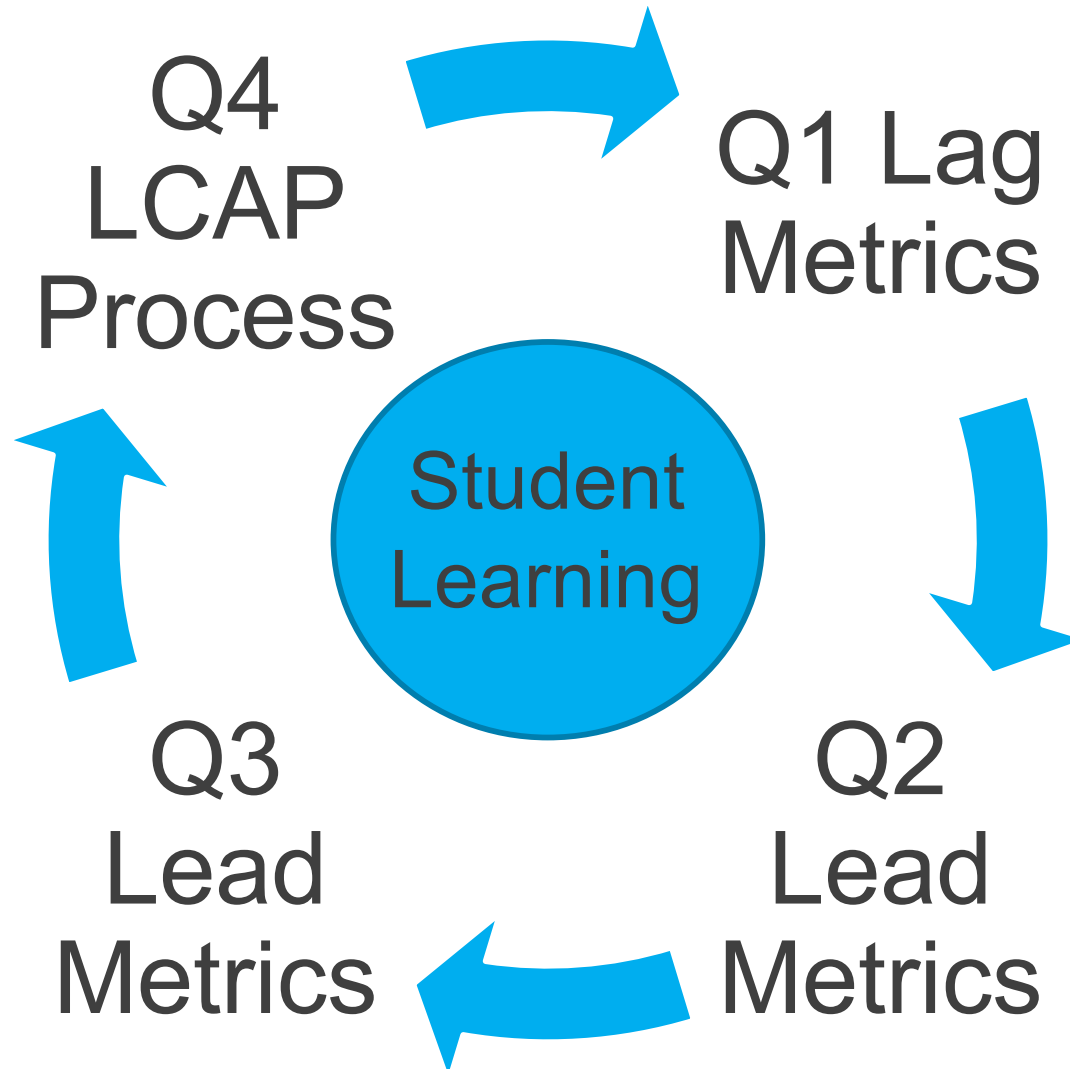 Q4
LCAP
Process
Q1 Lag
Metrics
Student
Learning
Q3
Lead
Metrics
Q2
Lead
Metrics